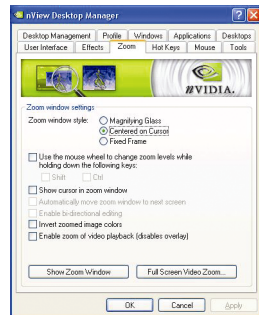 nView Desktop Manager
Desktop Management Profile Windows Applications Desktops
User Interface Effects Zoom Hot Keys Mouse Tools
NVIDIA.
Zoom window settings
Zoom window style: Magnifying Glass
Centered on Cursor
Fixed Frame
Use the mouse wheel to change zoom levels while
holding down the following keys:
Shift Ctrl
Show cursor in zoom window
Automatically move zoom window to next screen
Enable bi-directional editing
Invert zoomed image colors
Enable zoom of video playback (disables overlay)
Show Zoom Window Full Screen Video Zoom...
OK Cancel Apply